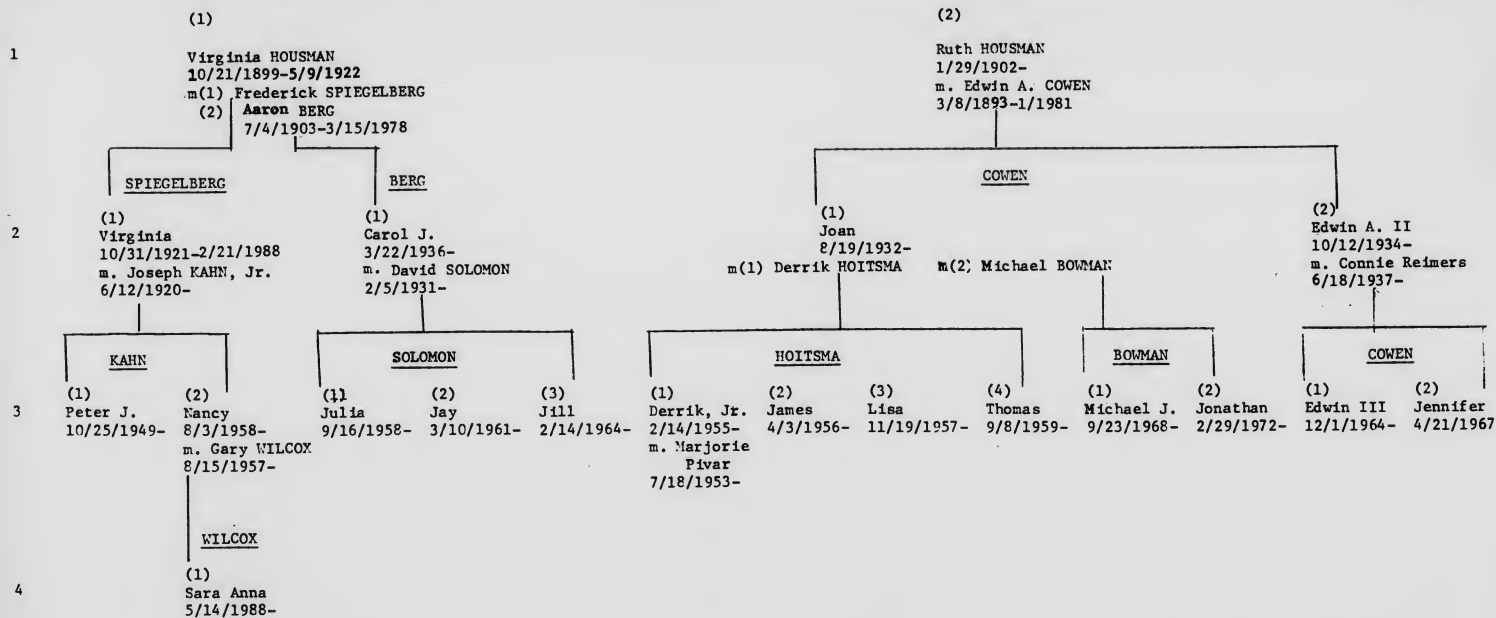 (1)
(2)
1
Virginia HOUSMAN
10/21/1899-5/9/1922
m(1) Frederick SPIEGELBERG
(2) Aaron BERG
7/4/1903-3/15/1978
Ruth HOUSMAN
1/29/1902-
m. Edwin A. COWEN
3/8/1893-1/1981
SPIEGELBERG
BERG
COWEN
2
(1)
Virginia
10/31/1921-2/21/1988
m. Joseph KAHN, Jr.
6/12/1920-
(1)
Carol J.
3/22/1936-
m. David SOLOMON
2/5/1931-
(1)
Joan
8/19/1932-
m(1) Derrik HOITSMA
m(2) Michael BOWMAN
(2)
Edwin A. II
10/12/1934-
m. Connie Reimers
6/18/1937-
KAHN
SOLOMON
HOITSMA
BOWMAN
COWEN
3
(1)
Peter J.
10/25/1949-
(2)
Nancy
8/3/1958-
m. Gary WILCOX
8/15/1957-
(1)
Julia
9/16/1958-
(2)
Jay
3/10/1961-
(3)
Jill
2/14/1964-
(1)
Derrik, Jr.
2/14/1955-
m. Marjorie
Pivar
7/18/1953-
(2)
James
4/3/1956-
(3)
Lisa
11/19/1957-
(4)
Thomas
9/8/1959-
(1)
Michael J.
9/23/1968-
(2)
Jonathan
2/29/1972-
(1)
Edwin III
12/1/1964-
(2)
Jennifer
4/21/1967
WILCOX
4
(1)
Sara Anna
5/14/1988-